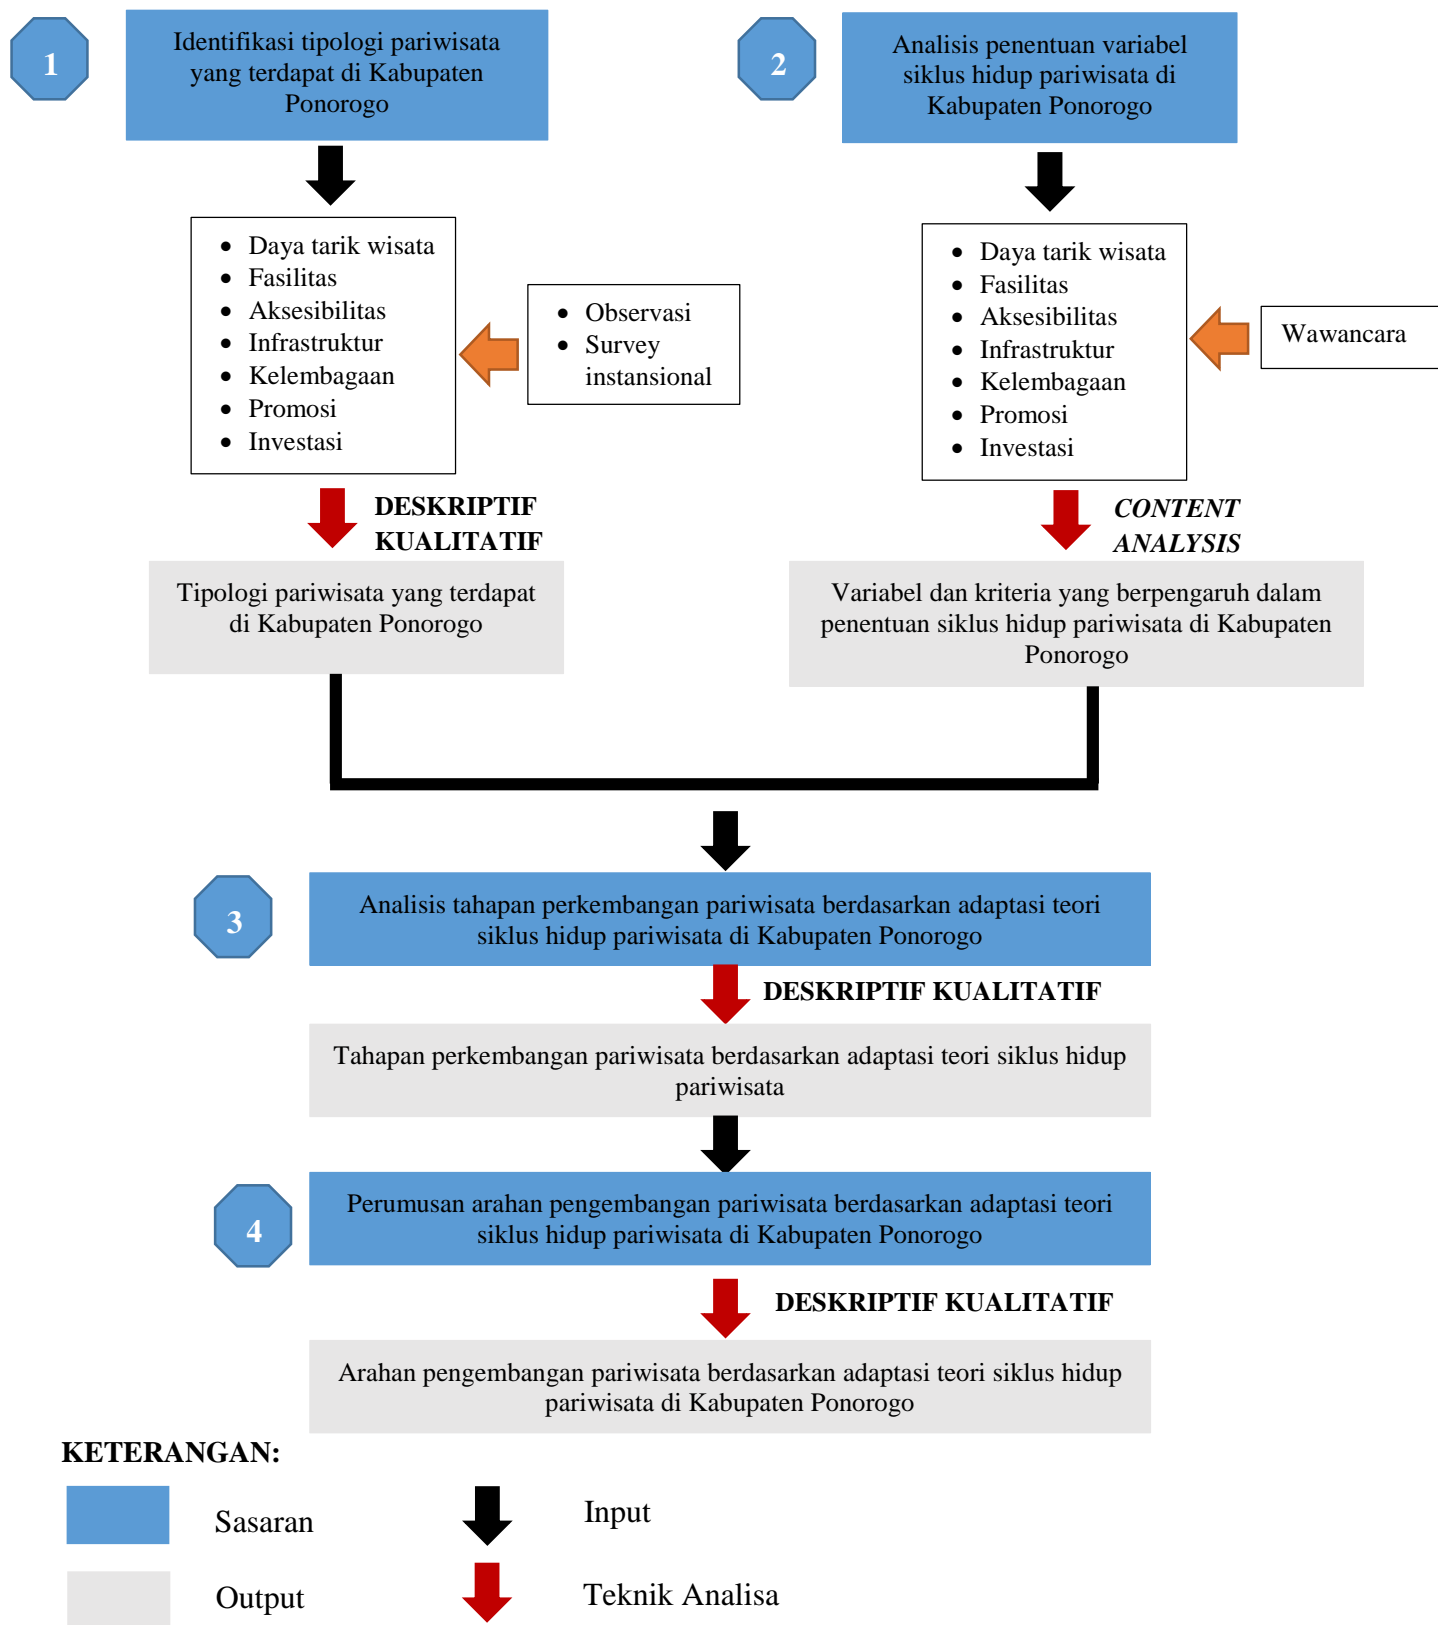 1
Identifikasi tipologi pariwisata
yang terdapat di Kabupaten
Ponorogo
2
Analisis penentuan variabel
siklus hidup pariwisata di
Kabupaten Ponorogo
• Daya tarik wisata
• Fasilitas
• Aksesibilitas
• Infrastruktur
• Kelembagaan
• Promosi
• Investasi
• Observasi
• Survey
instansional
• Daya tarik wisata
• Fasilitas
• Aksesibilitas
• Infrastruktur
• Kelembagaan
• Promosi
• Investasi
Wawancara
DESKRIPTIF
KUALITATIF
CONTENT
ANALYSIS
Tipologi pariwisata yang terdapat
di Kabupaten Ponorogo
Variabel dan kriteria yang berpengaruh dalam
penentuan siklus hidup pariwisata di Kabupaten
Ponorogo
3
Analisis tahapan perkembangan pariwisata berdasarkan adaptasi teori
siklus hidup pariwisata di Kabupaten Ponorogo
DESKRIPTIF KUALITATIF
Tahapan perkembangan pariwisata berdasarkan adaptasi teori siklus hidup
pariwisata
4
Perumusan arahan pengembangan pariwisata berdasarkan adaptasi teori
siklus hidup pariwisata di Kabupaten Ponorogo
DESKRIPTIF KUALITATIF
Arahan pengembangan pariwisata berdasarkan adaptasi teori siklus hidup
pariwisata di Kabupaten Ponorogo
KETERANGAN:
Sasaran
Input
Output
Teknik Analisa